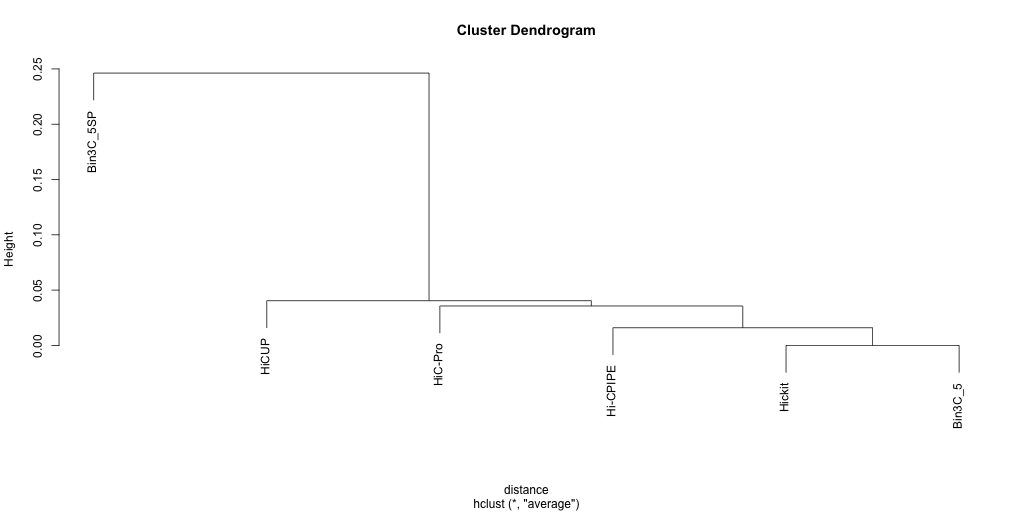 Cluster Dendrogram
Height
0.25
0.20
0.15
0.10
0.05
0.00
Bin3C_5SP
HiCUP
HiC-Pro
Hi-CPIPE
Hickit
Bin3C_5
distance
hclust (*, "average")